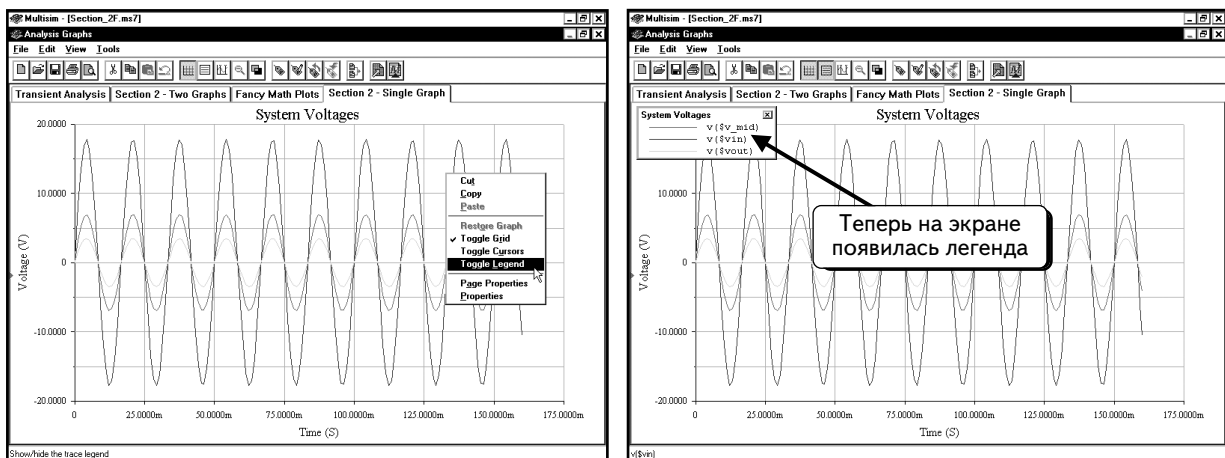 Multisim - [Section_2F.ms7]
Analysis Graphs
File Edit View Tools
Transient Analysis Section 2 - Two Graphs Fancy Math Plots Section 2 - Single Graph
System Voltages
20.0000
10.0000
0
-10.0000
-20.0000
Voltage (V)
Cut
Copy
Paste
Restore Graph
Toggle Grid
Toggle Cursors
Toggle Legend
Page Properties
Properties
0 25.0000m 50.0000m 75.0000m 100.0000m 125.0000m 150.0000m 175.0000m
Time (S)
Show/hide the trace legend
Multisim - [Section_2F.ms7]
Analysis Graphs
File Edit View Tools
Transient Analysis Section 2 - Two Graphs Fancy Math Plots Section 2 - Single Graph
System Voltages
System Voltages
v($v_mid)
v($vin)
v($vout)
10.0000
0
-10.0000
-20.0000
Voltage (V)
Теперь на экране
появилась легенда
0 25.0000m 50.0000m 75.0000m 100.0000m 125.0000m 150.0000m 175.0000m
Time (S)
v($vin)